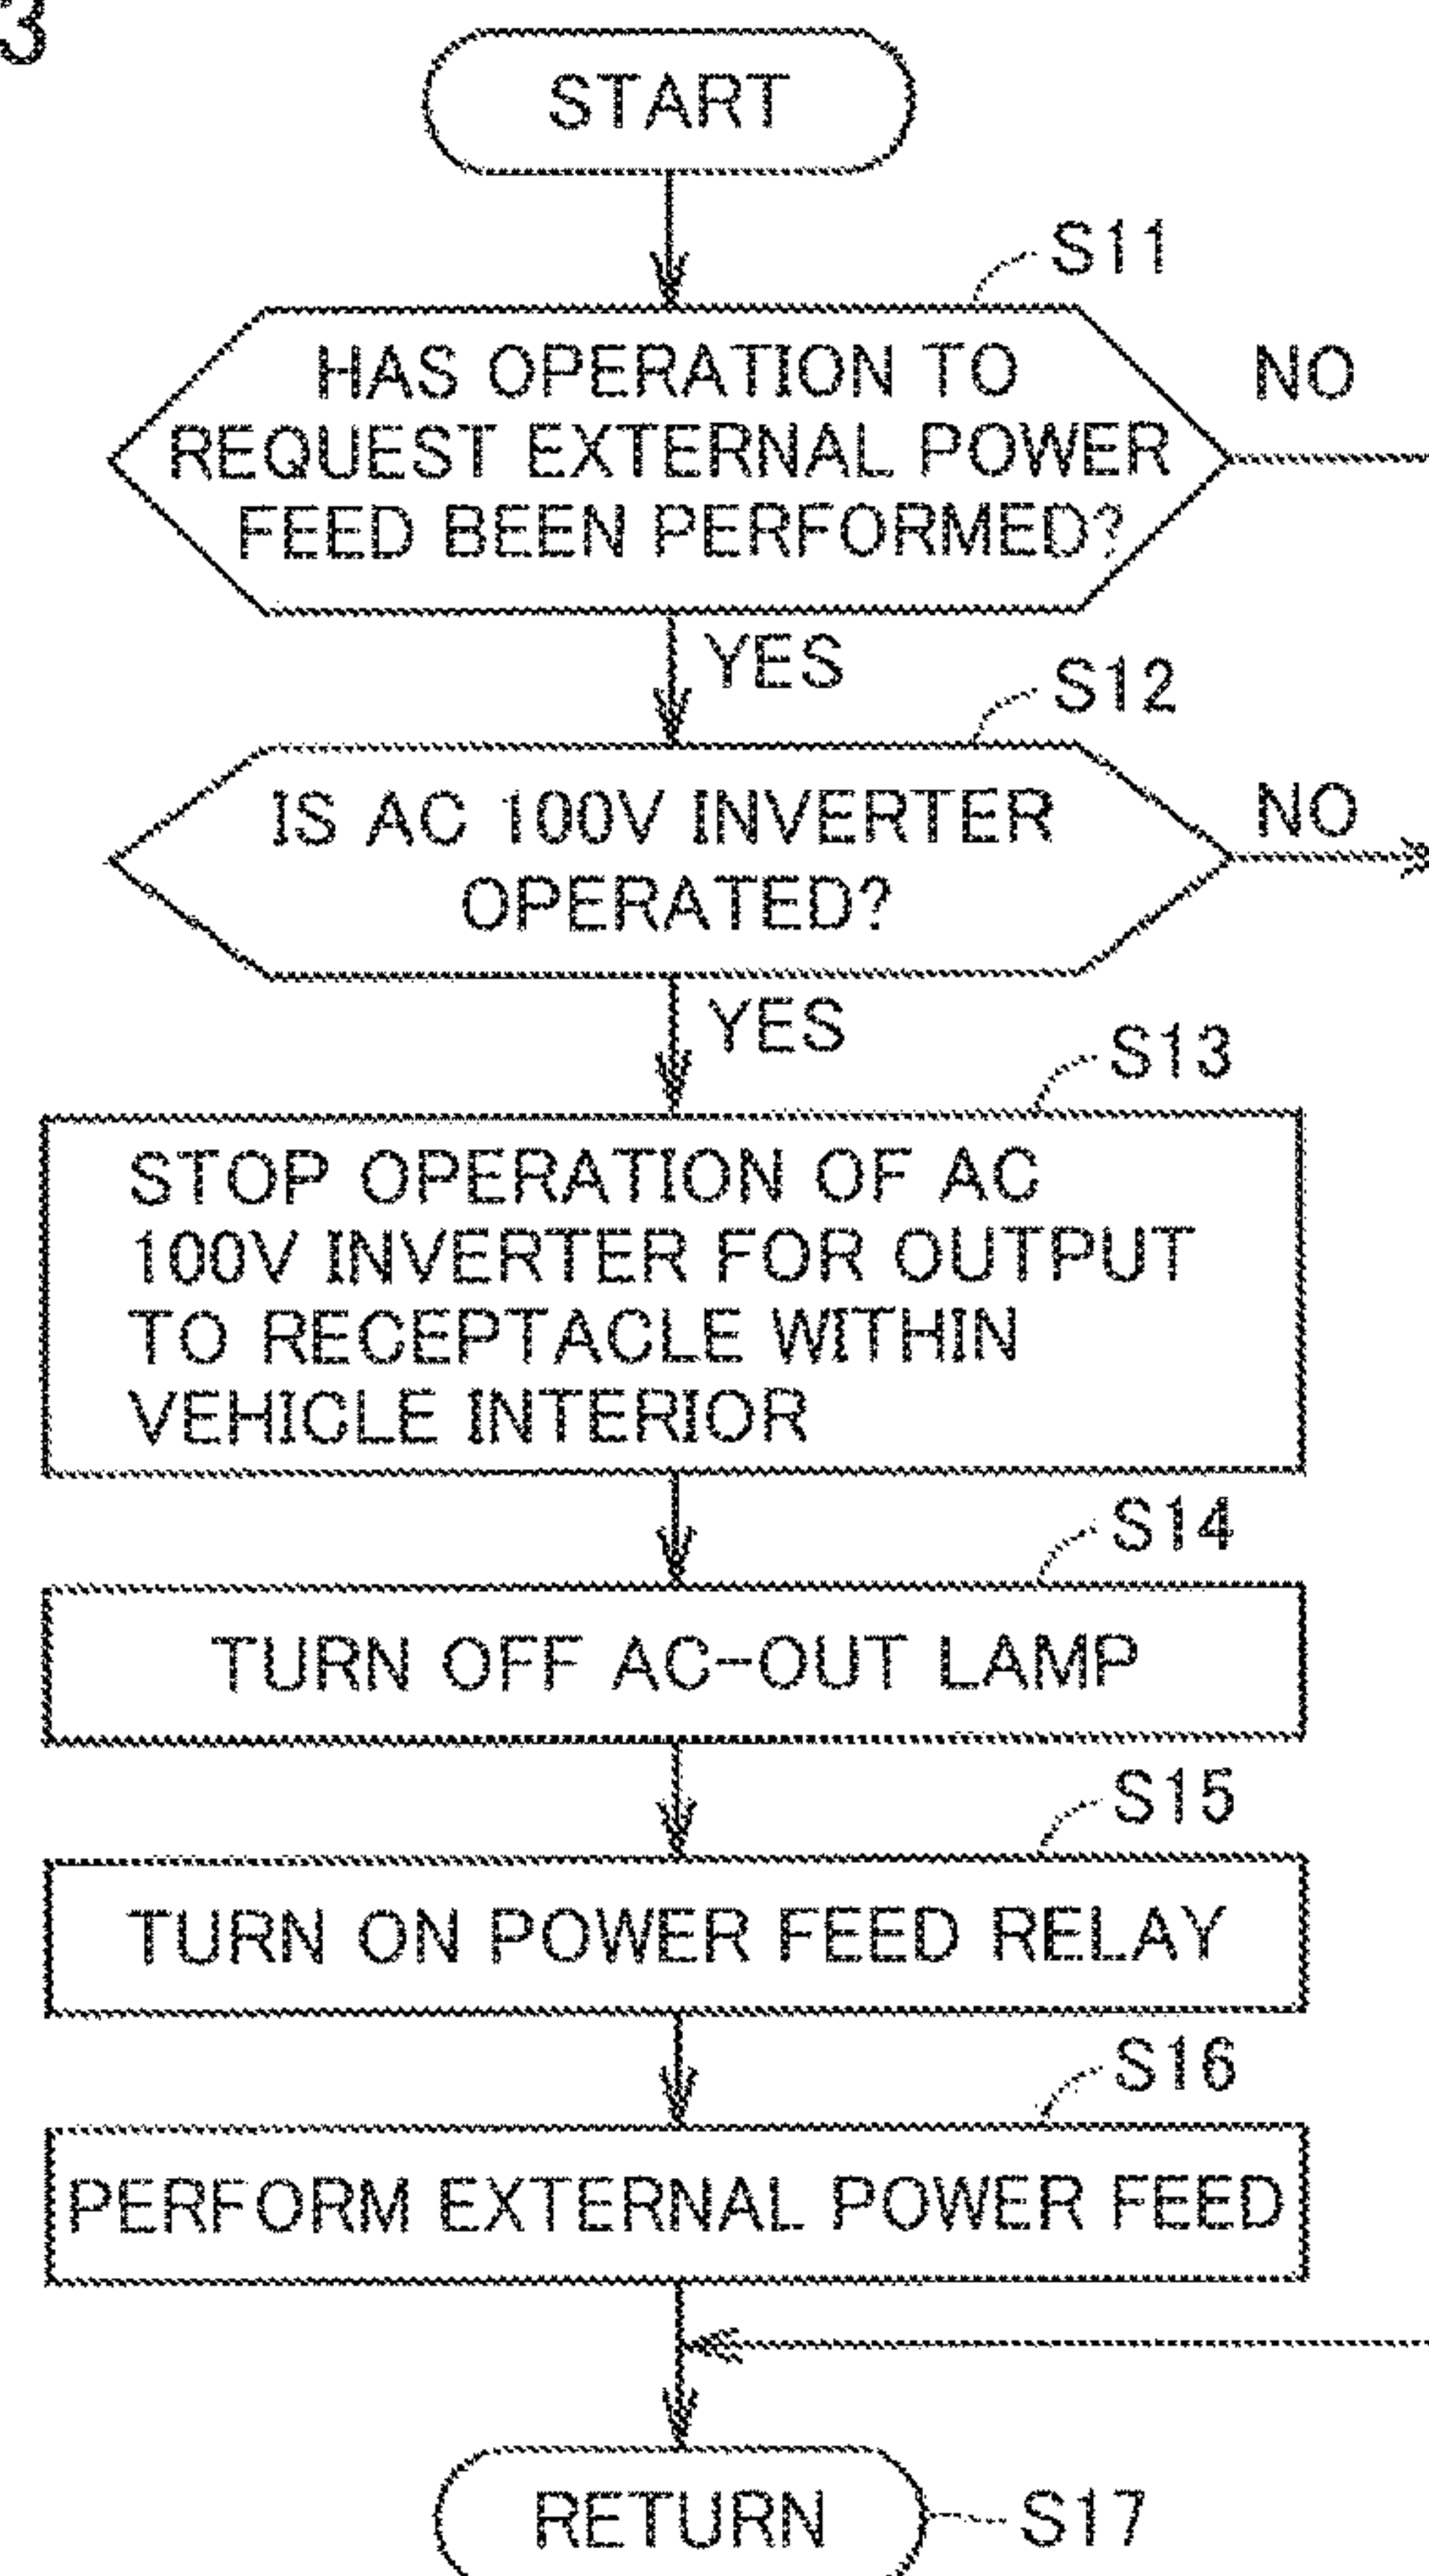 3
START
S11
HAS OPERATION TO
REQUEST EXTERNAL POWER
FEED BEEN PERFORMED?
NO
YES
S12
IS AC 100V INVERTER
OPERATED?
NO
YES
S13
STOP OPERATION OF AC
100V INVERTER FOR OUTPUT
TO RECEPTACLE WITHIN
VEHICLE INTERIOR
S14
TURN OFF AC-OUT LAMP
S15
TURN ON POWER FEED RELAY
S16
PERFORM EXTERNAL POWER FEED
RETURN
S17